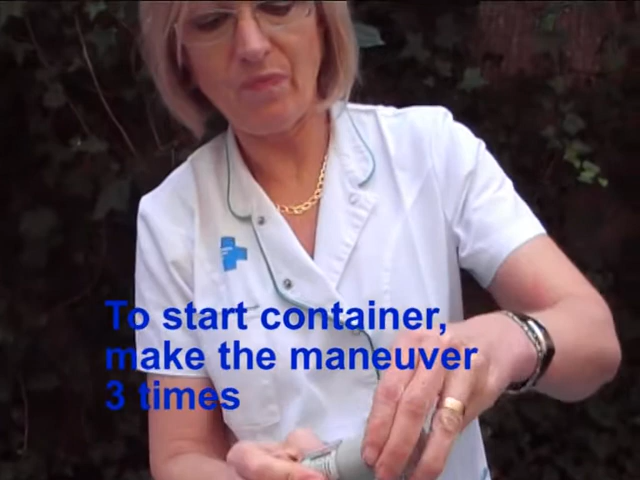 To start container,
make the maneuver
3 times